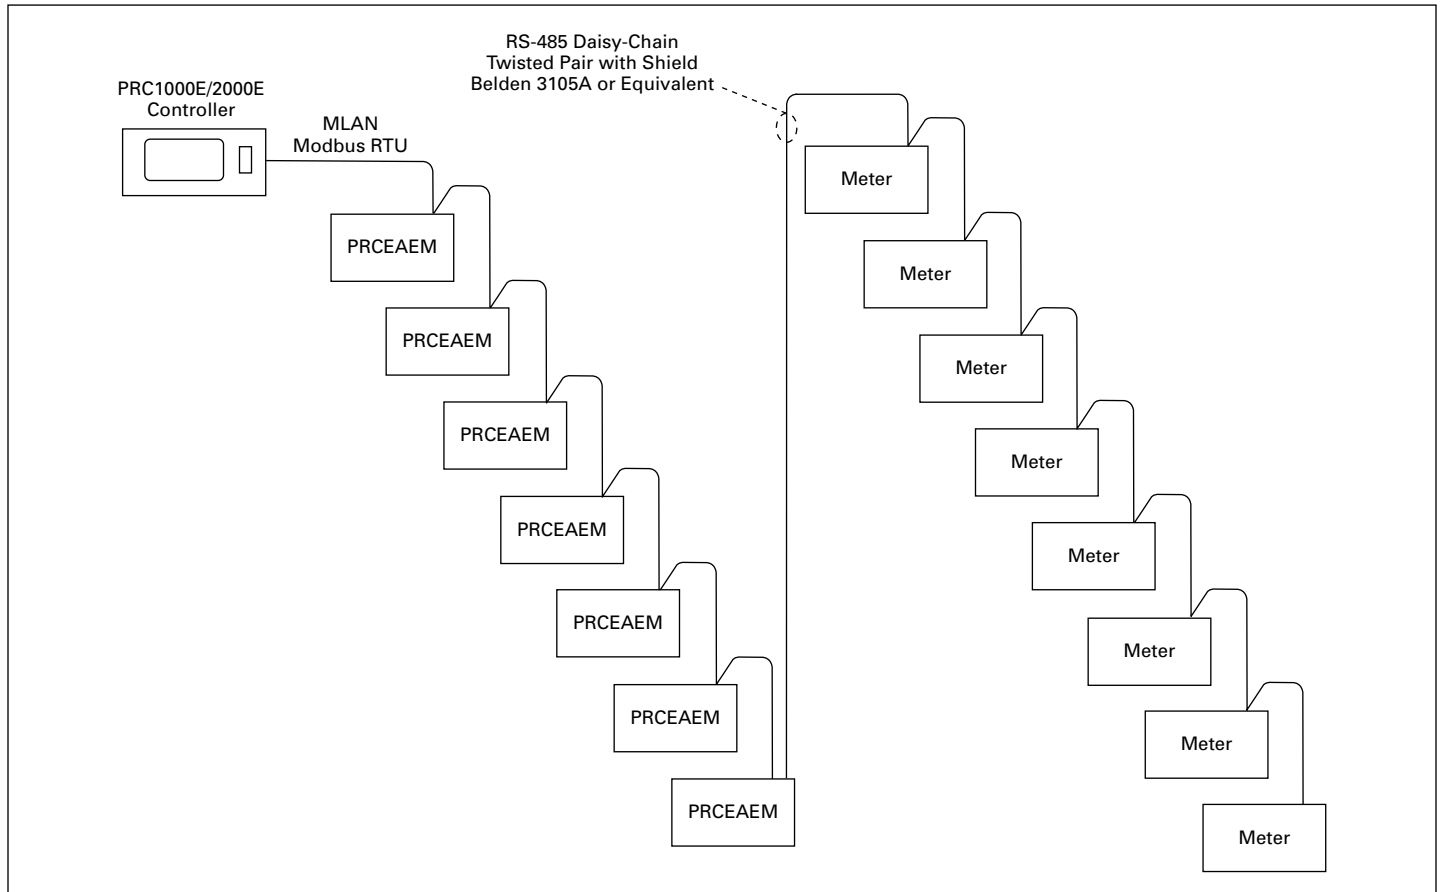 RS-485 Daisy-Chain
Twisted Pair with Shield
Belden 3105A or Equivalent
PRC1000E/2000E
Controller
MLAN
Modbus RTU
PRCEAEM
PRCEAEM
PRCEAEM
PRCEAEM
PRCEAEM
PRCEAEM
PRCEAEM
Meter
Meter
Meter
Meter
Meter
Meter
Meter
Meter